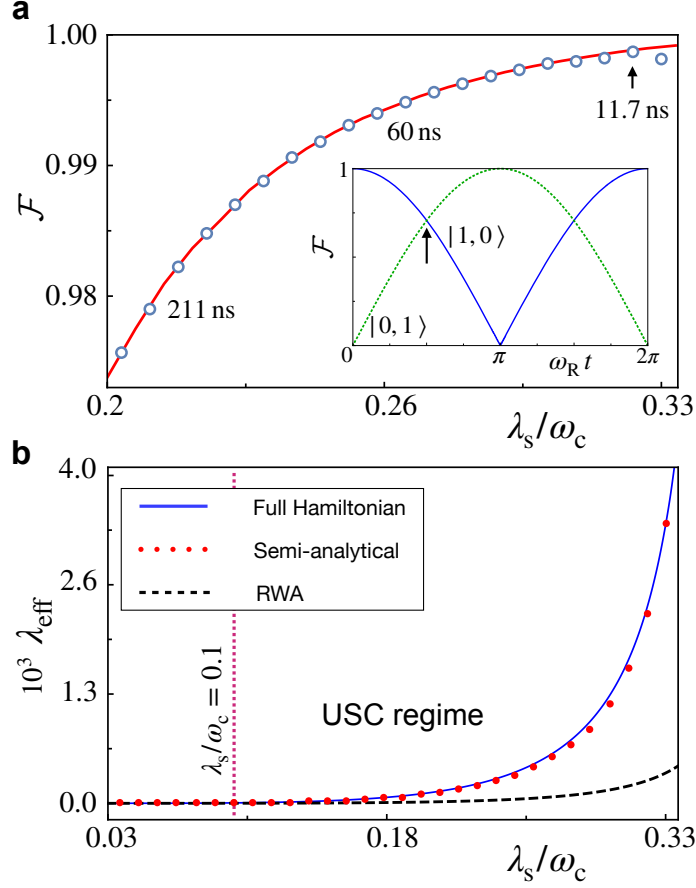 a
1.00
0.99
0.98
ℱ
211 ns
60 ns
11.7 ns
1
ℱ
|1,0⟩
|0,1⟩
0
π
ω_R t
2π
0.2
0.26
0.33
λ_s/ω_c
b
4.0
2.6
1.3
0.0
10³ λ_eff
Full Hamiltonian
Semi-analytical
RWA
λ_s/ω_c = 0.1
USC regime
0.03
0.18
0.33
λ_s/ω_c